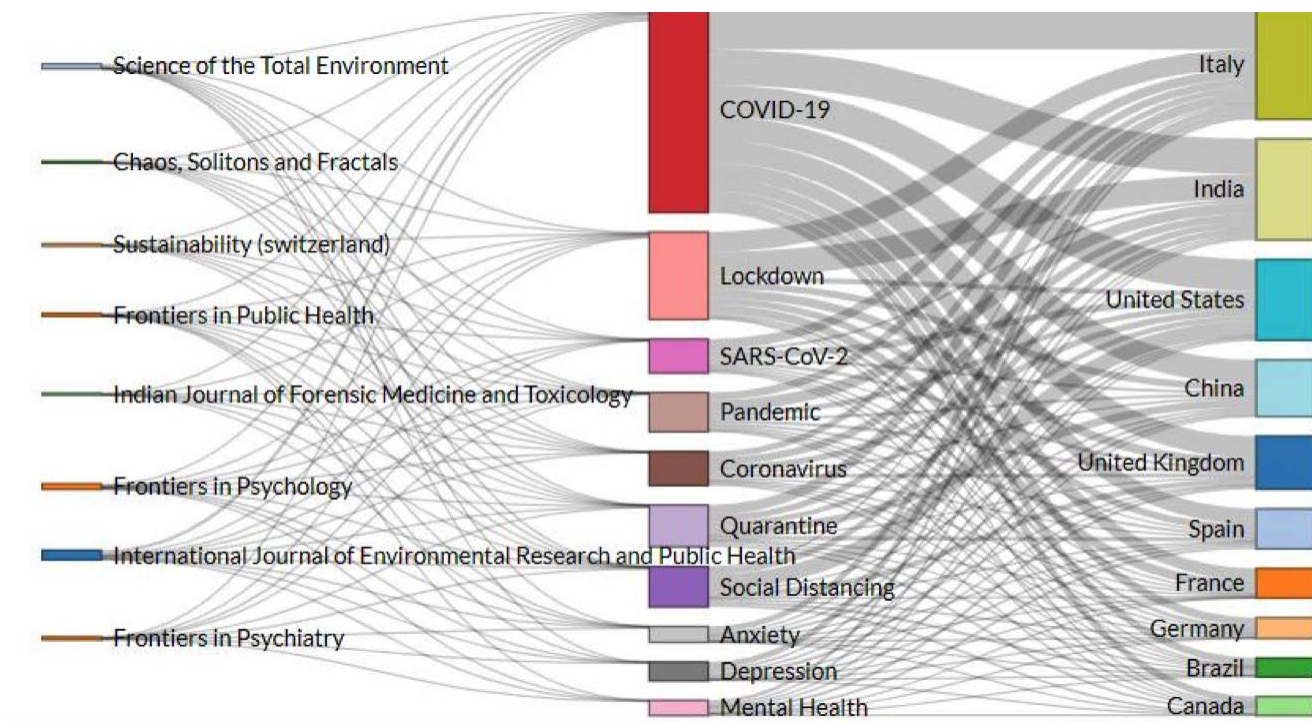 Science of the Total Environment
Chaos, Solitons and Fractals
Sustainability (switzerland)
Frontiers in Public Health
Indian Journal of Forensic Medicine and Toxicology
Frontiers in Psychology
International Journal of Environmental Research and Public Health
Frontiers in Psychiatry
COVID-19
Lockdown
SARS-CoV-2
Pandemic
Coronavirus
Quarantine
Social Distancing
Anxiety
Depression
Mental Health
Italy
India
United States
China
United Kingdom
Spain
France
Germany
Brazil
Canada